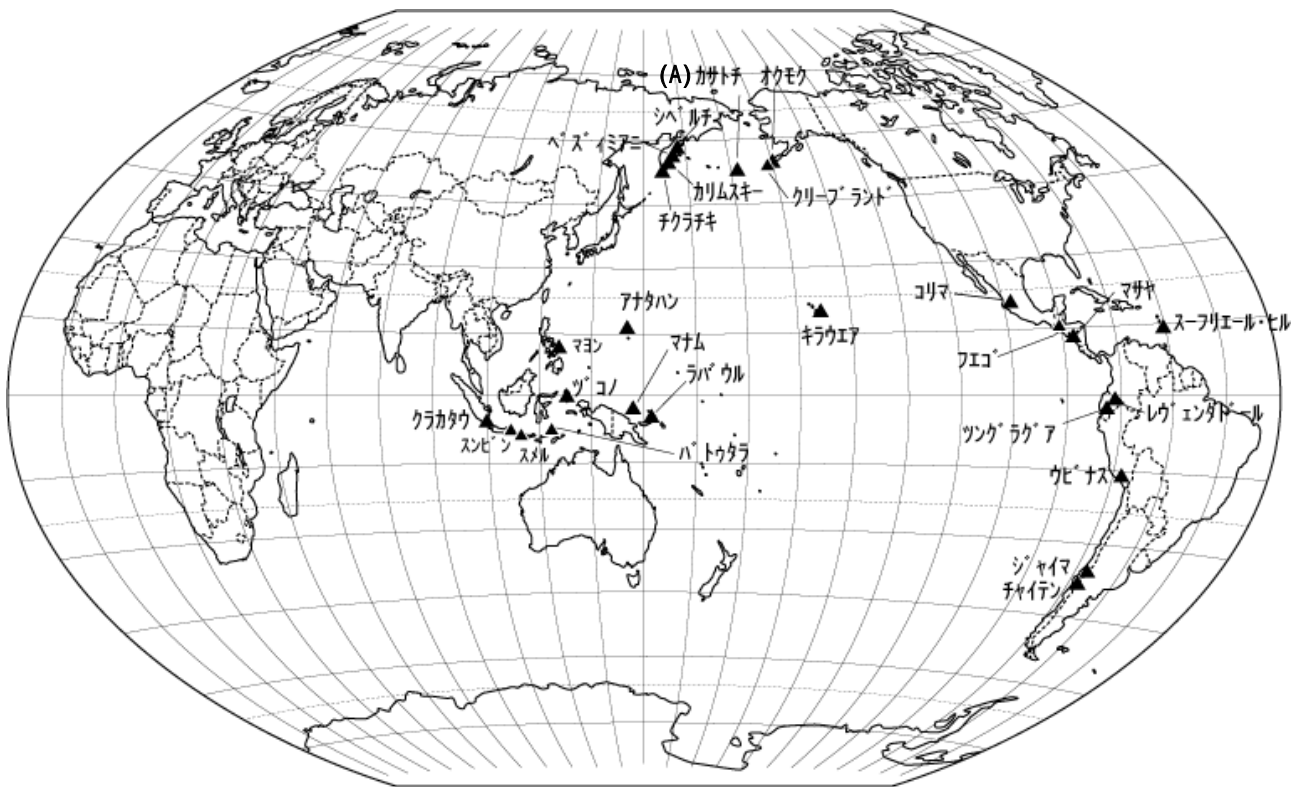 (A)カサトチ オクモク
シベルチ
ベズィミアニ
カリムスキー
クリーブランド
チクラチキ
コリマ
マサヤ
アナタハン
スーフリエール・ヒル
キラウエア
マヨン
マナム
フエゴ
ラバウル
ヅコノ
クラカタウ
レヴェンタドール
ツングラグア
スンビン
スメル
バトゥタラ
ウビナス
ジャイマ
チャイテン